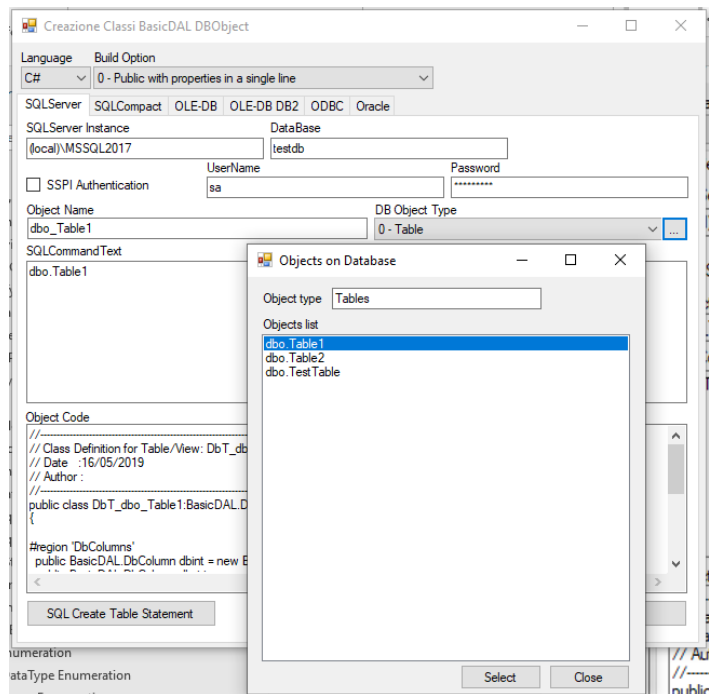 Creazione Classi BasicDAL DBObject
Language Build Option
C# 0 - Public with properties in a single line
SQLServer SQLCompact OLE-DB OLE-DB DB2 ODBC Oracle
SQLServer Instance DataBase
(local)\MSSQL2017 testdb
UserName Password
SSPI Authentication sa *********
Object Name DB Object Type
dbo_Table1 0 - Table ...
SQLCommandText
dbo.Table1
Objects on Database
Object type Tables
Objects list
dbo.Table1
dbo.Table2
dbo.TestTable
Select Close
Object Code
// Class Definition for Table/View: DbT_db
// Date :16/05/2019
// Author :
public class DbT_dbo_Table1:BasicDAL.D
{
#region 'DbColumns'
public BasicDAL.DbColumn dbint = new E
SQL Create Table Statement
umeration
ataType Enumeration
// Au
//-----
public